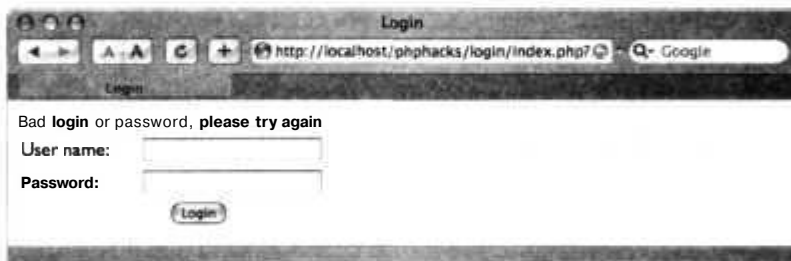 Login
A A + http://localhost/phphacks/login/index.php? Q Google
Login
Bad login or password, please try again
User name:
Password:
Login